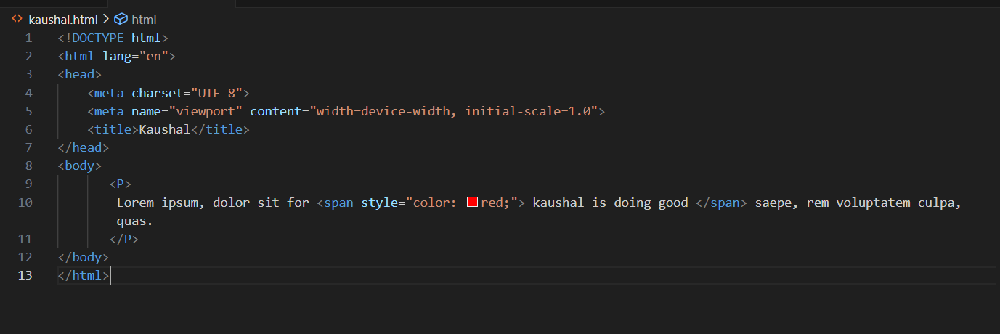 kaushal.html > html
1 <!DOCTYPE html>
2 <html lang="en">
3 <head>
4 <meta charset="UTF-8">
5 <meta name="viewport" content="width=device-width, initial-scale=1.0">
6 <title>Kaushal</title>
7 </head>
8 <body>
9 <P>
10 Lorem ipsum, dolor sit for <span style="color: red;"> kaushal is doing good </span> saepe, rem voluptatem culpa,
quas.
11 </P>
12 </body>
13 </html>